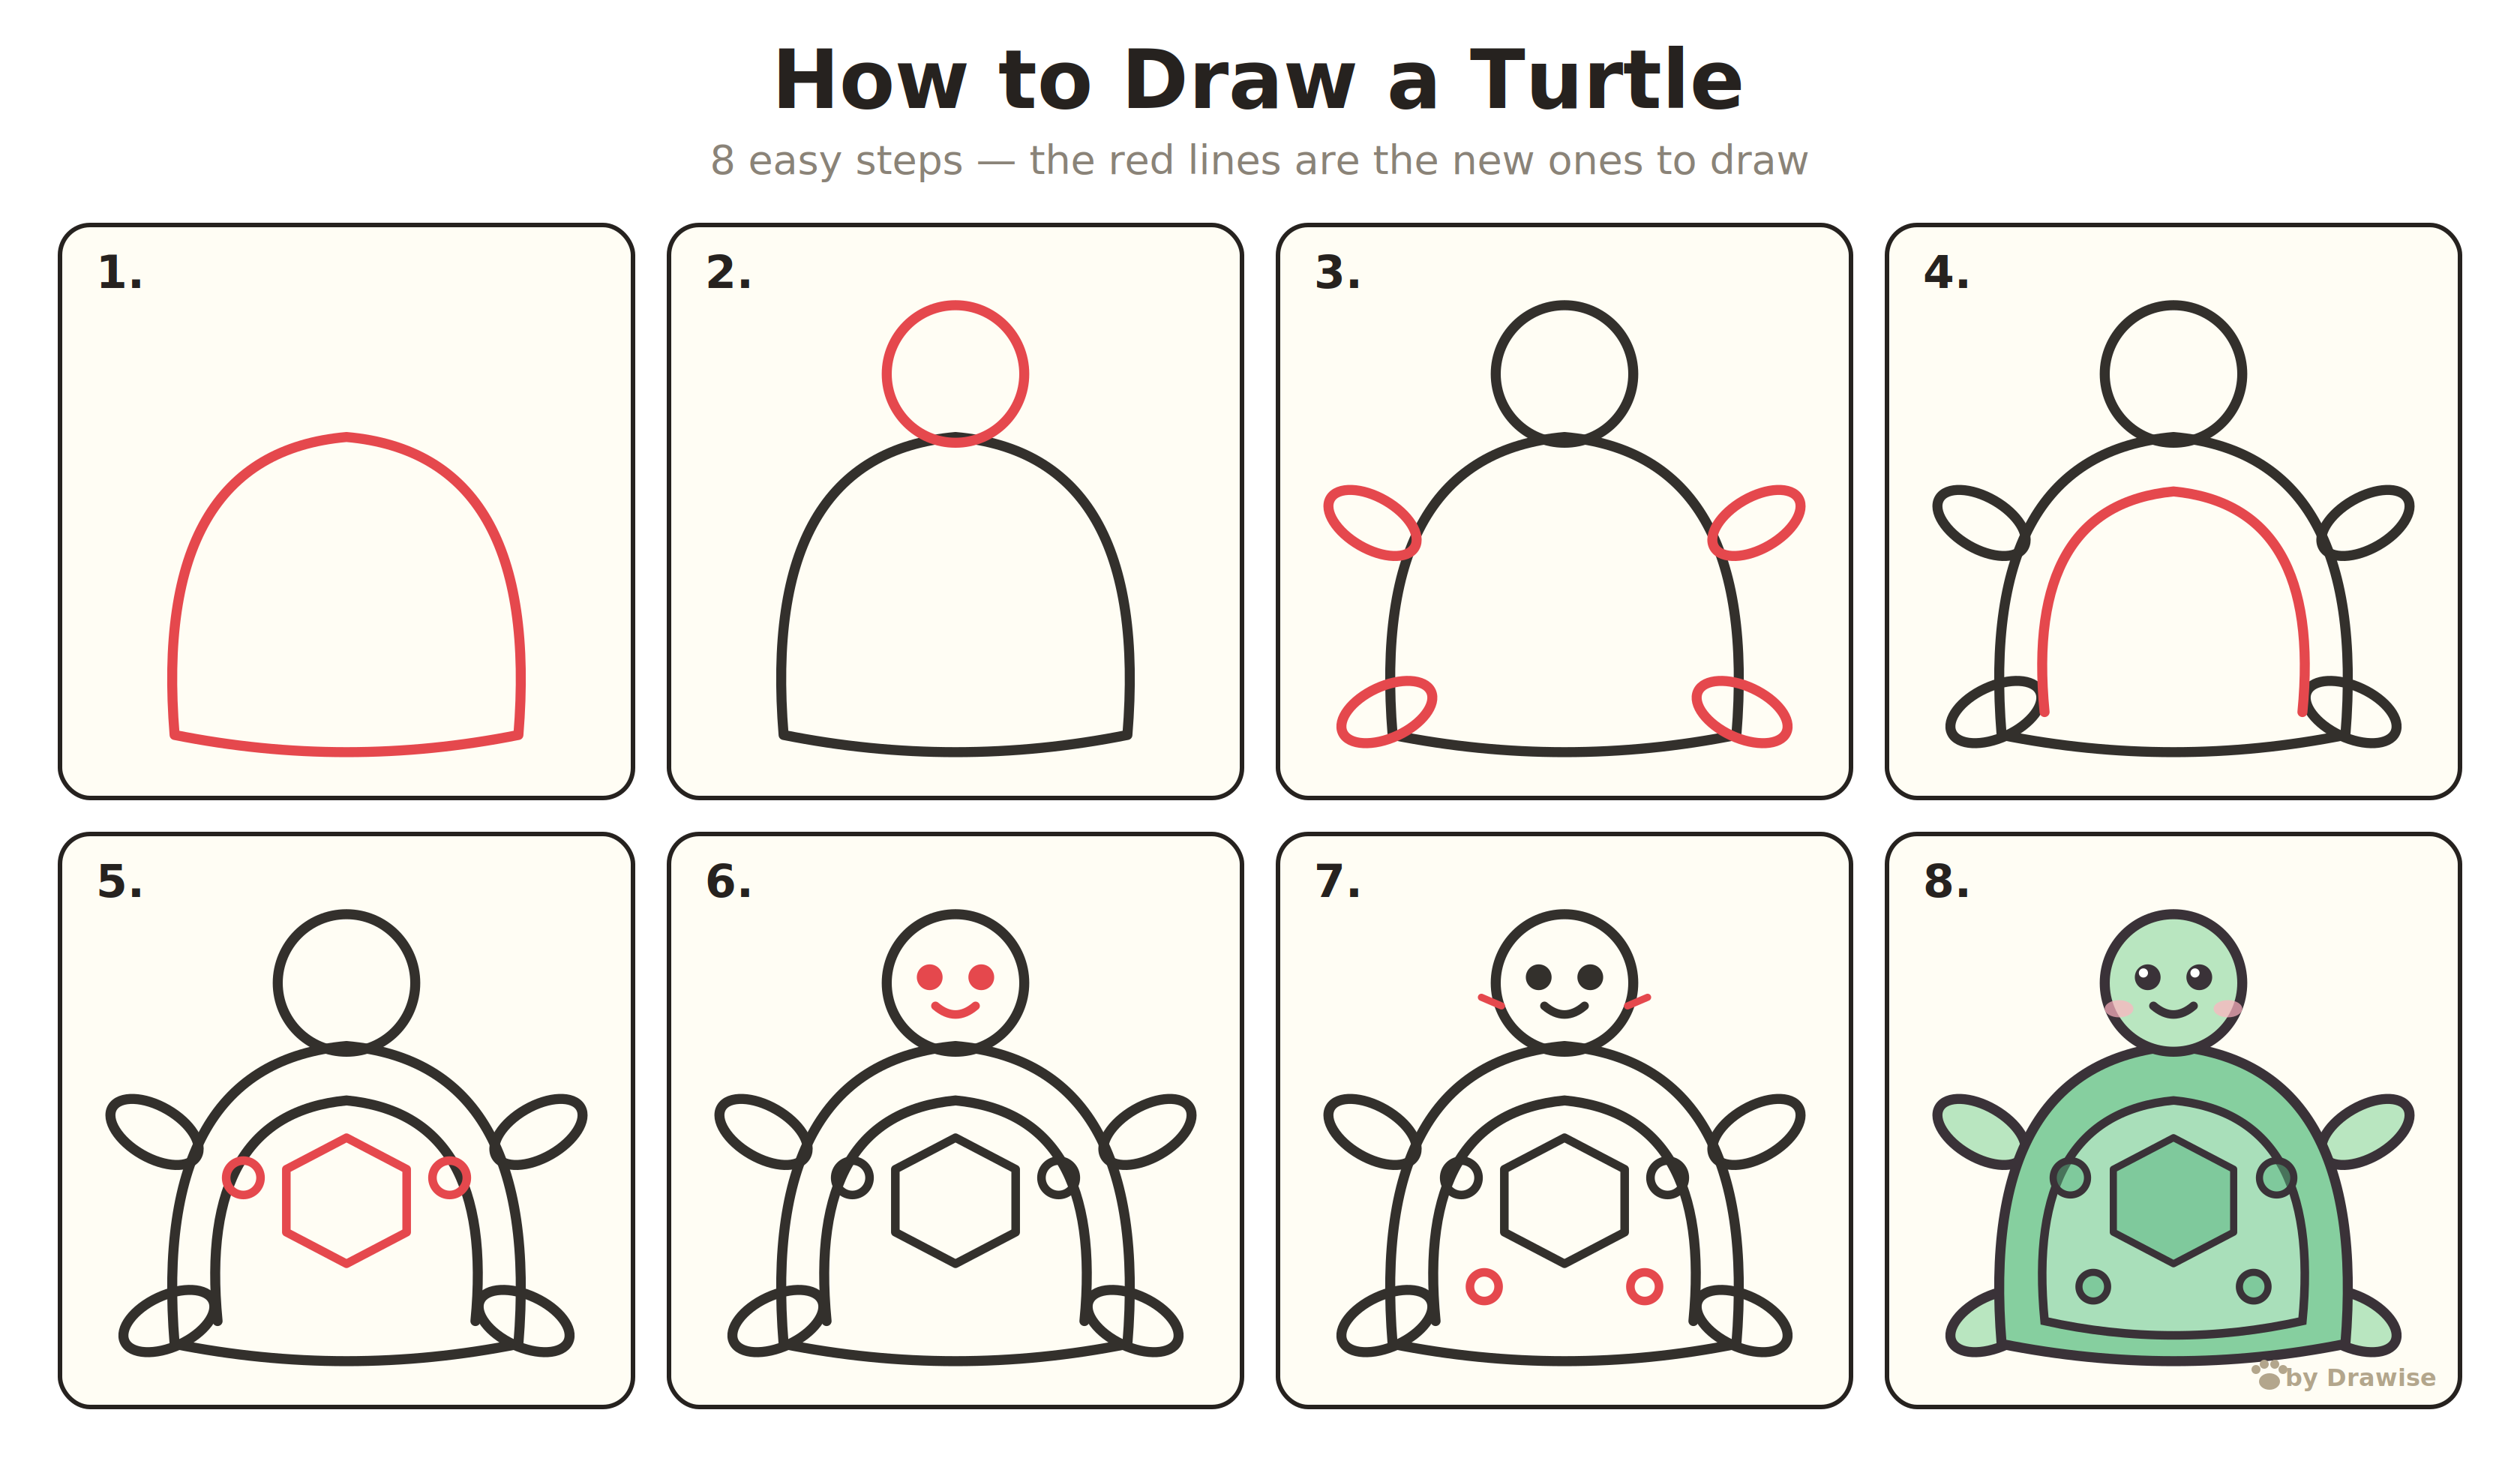 How to Draw a Turtle
8 easy steps — the red lines are the new ones to draw
1.
2.
3.
4.
5.
6.
7.
8.
by Drawise